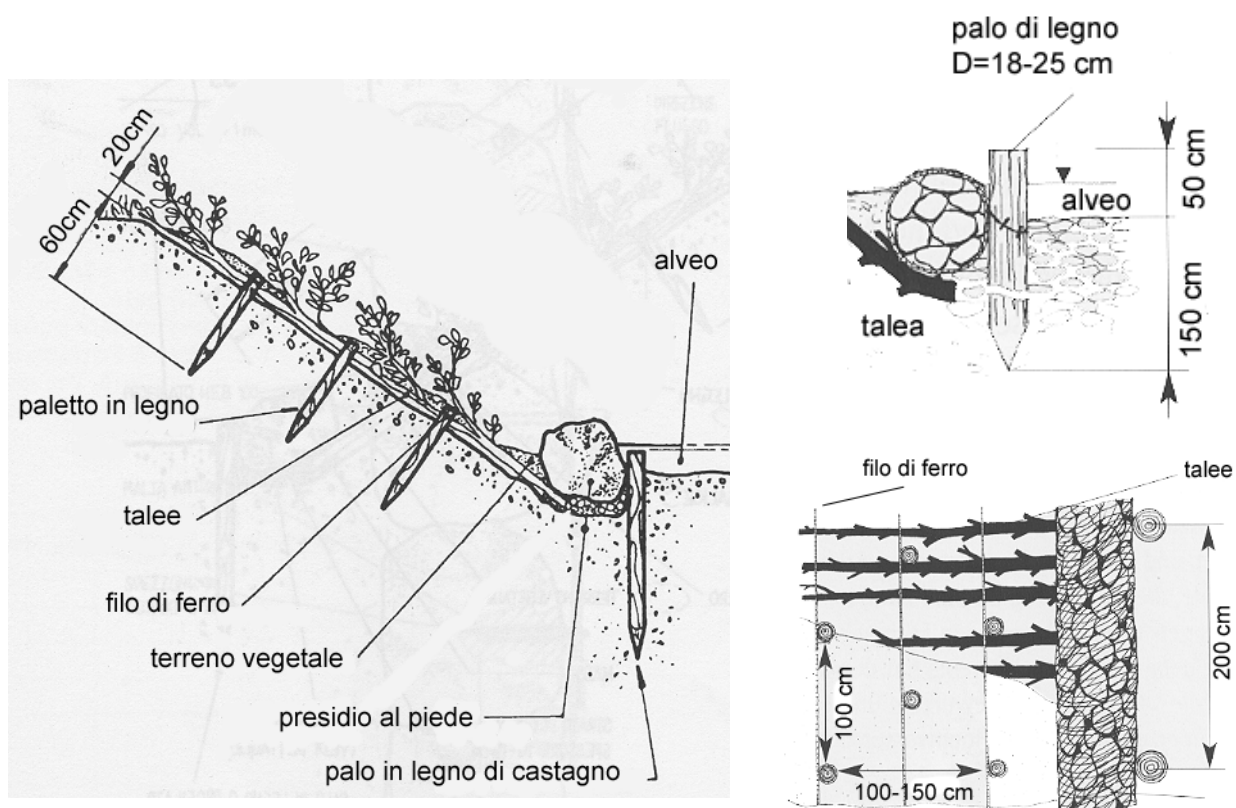 20cm
60cm
paletto in legno
talee
filo di ferro
terreno vegetale
presidio al piede
palo in legno di castagno
alveo
palo di legno
D=18-25 cm
50 cm
alveo
talea
150 cm
filo di ferro
talee
100 cm
200 cm
100-150 cm